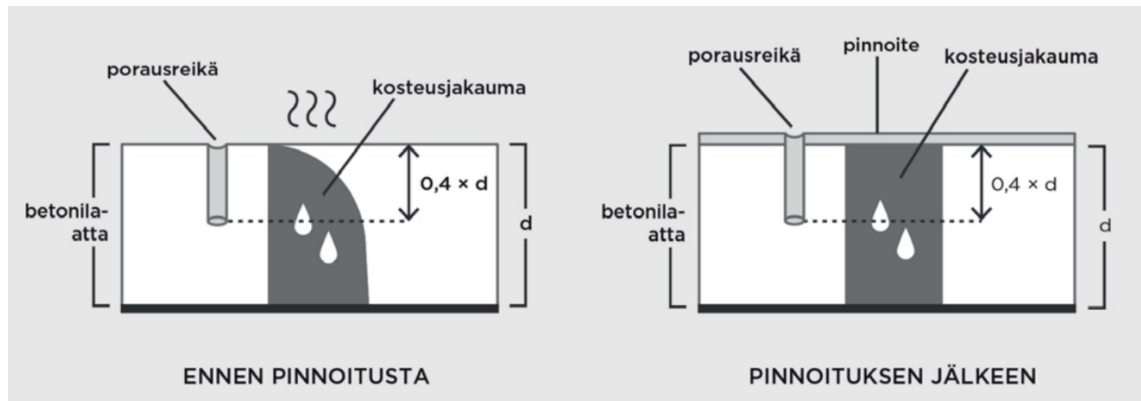 porausreikä
kosteusjakauma
0,4 × d
betonila-
atta
d
ENNEN PINNOITUSTA
porausreikä
pinnoite
kosteusjakauma
0,4 × d
betonila-
atta
d
PINNOITUKSEN JÄLKEEN